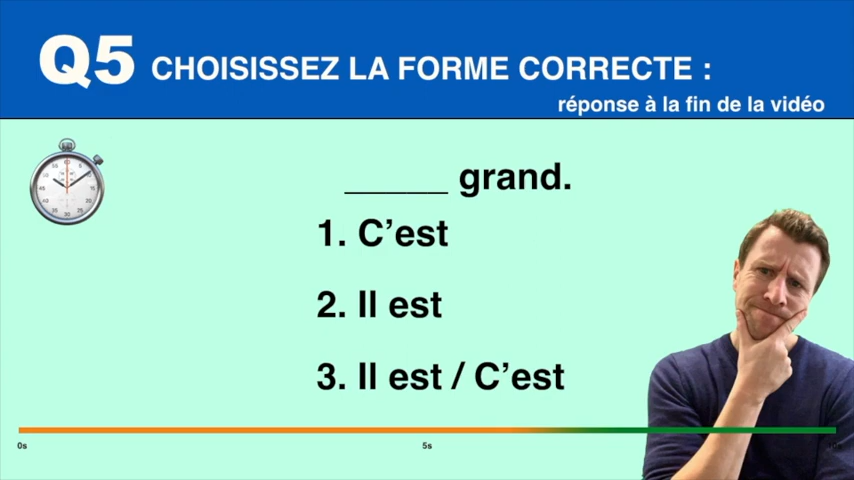 Q5 CHOISISSEZ LA FORME CORRECTE :
réponse à la fin de la vidéo
_____ grand.
1. C’est
2. Il est
3. Il est / C’est
0s 5s